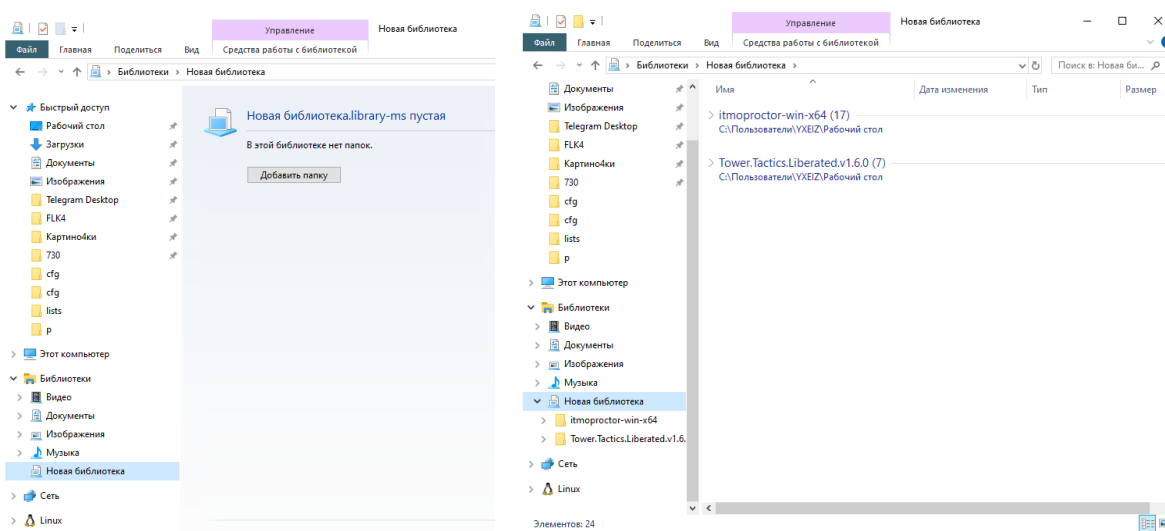 Управление
Новая библиотека
Файл
Главная
Поделиться
Вид
Средства работы с библиотекой
Библиотеки
Новая библиотека
Быстрый доступ
Рабочий стол
Загрузки
Документы
Изображения
Telegram Desktop
FLK4
Картино4ки
730
cfg
cfg
lists
p
Этот компьютер
Библиотеки
Видео
Документы
Изображения
Музыка
Новая библиотека
Сеть
Linux
Новая библиотека.library-ms пустая
В этой библиотеке нет папок.
Добавить папку
Управление
Новая библиотека
Файл
Главная
Поделиться
Вид
Средства работы с библиотекой
Библиотеки
Новая библиотека
Поиск в: Новая би...
Документы
Изображения
Telegram Desktop
FLK4
Картино4ки
730
cfg
cfg
lists
p
Этот компьютер
Библиотеки
Видео
Документы
Изображения
Музыка
Новая библиотека
itmoproctor-win-x64
Tower.Tactics.Liberated.v1.6.
Сеть
Linux
Имя
Дата изменения
Тип
Размер
itmoproctor-win-x64 (17)
C:\Пользователи\YXEIZ\Рабочий стол
Tower.Tactics.Liberated.v1.6.0 (7)
C:\Пользователи\YXEIZ\Рабочий стол
Элементов: 24